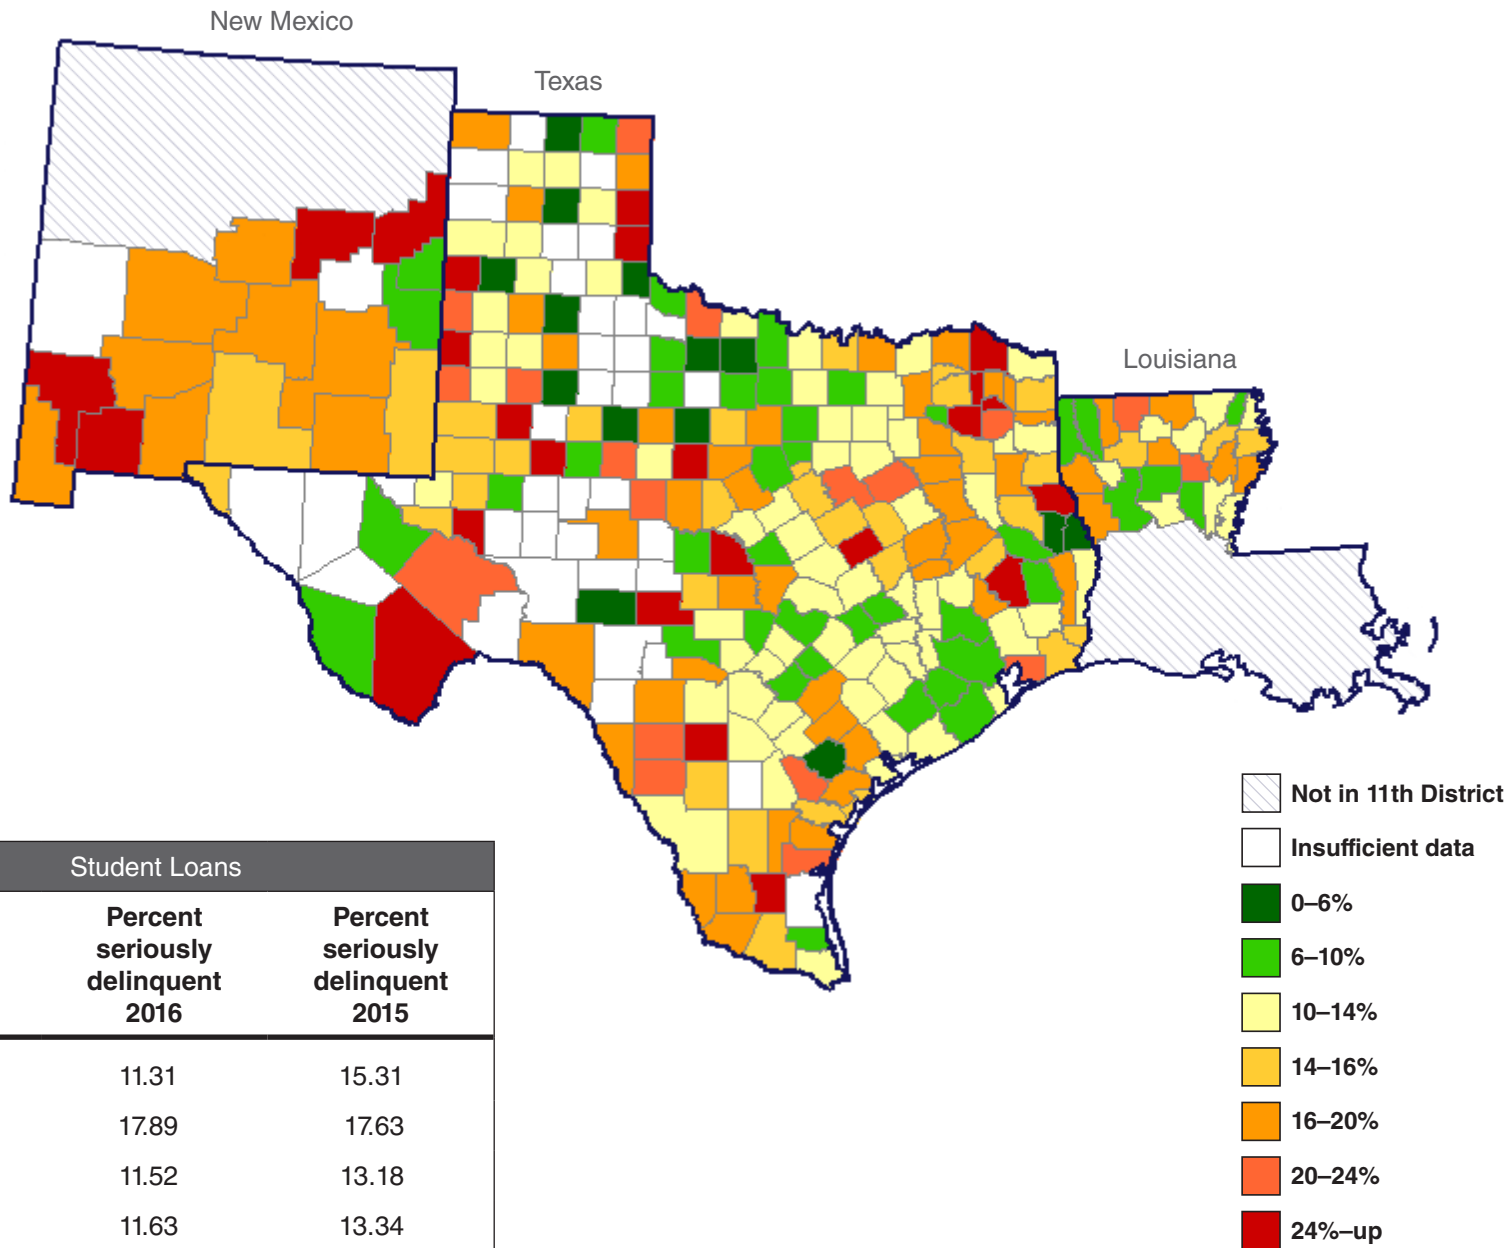 New Mexico
Texas
Louisiana
Not in 11th District
Insufficient data
0–6%
6–10%
10–14%
14–16%
16–20%
20–24%
24%–up
Student Loans
Percent seriously delinquent 2016
Percent seriously delinquent 2015
11.31 15.31
17.89 17.63
11.52 13.18
11.63 13.34